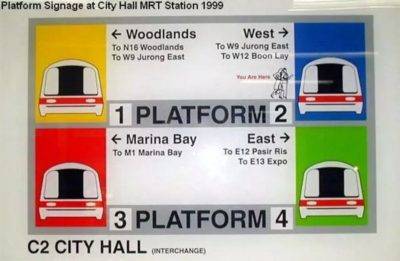 Platform Signage at City Hall MRT Station 1999
← Woodlands
To N16 Woodlands
To W9 Jurong East
West →
To W9 Jurong East
To W12 Boon Lay
You Are Here
1 PLATFORM 2
← Marina Bay
To M1 Marina Bay
East →
To E12 Pasir Ris
To E13 Expo
3 PLATFORM 4
C2 CITY HALL (INTERCHANGE)